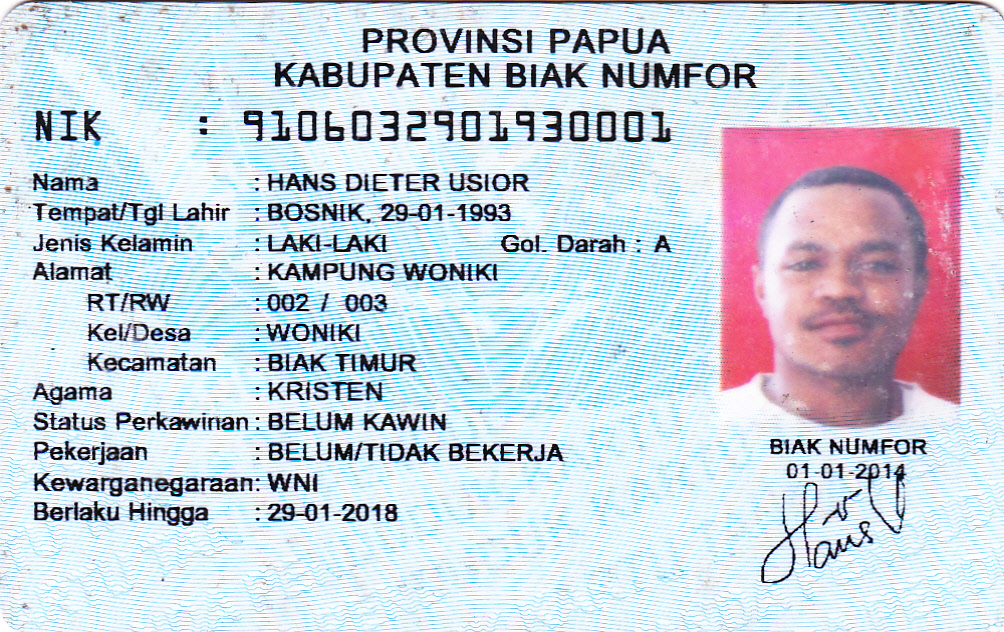 PROVINSI PAPUA
KABUPATEN BIAK NUMFOR
NIK : 9106032901930001
Nama : HANS DIETER USIOR
Tempat/Tgl Lahir : BOSNIK, 29-01-1993
Jenis Kelamin : LAKI-LAKI Gol. Darah : A
Alamat : KAMPUNG WONIKI
RT/RW : 002 / 003
Kel/Desa : WONIKI
Kecamatan : BIAK TIMUR
Agama : KRISTEN
Status Perkawinan : BELUM KAWIN
Pekerjaan : BELUM/TIDAK BEKERJA
Kewarganegaraan : WNI
Berlaku Hingga : 29-01-2018
BIAK NUMFOR
01-01-2014
Hans